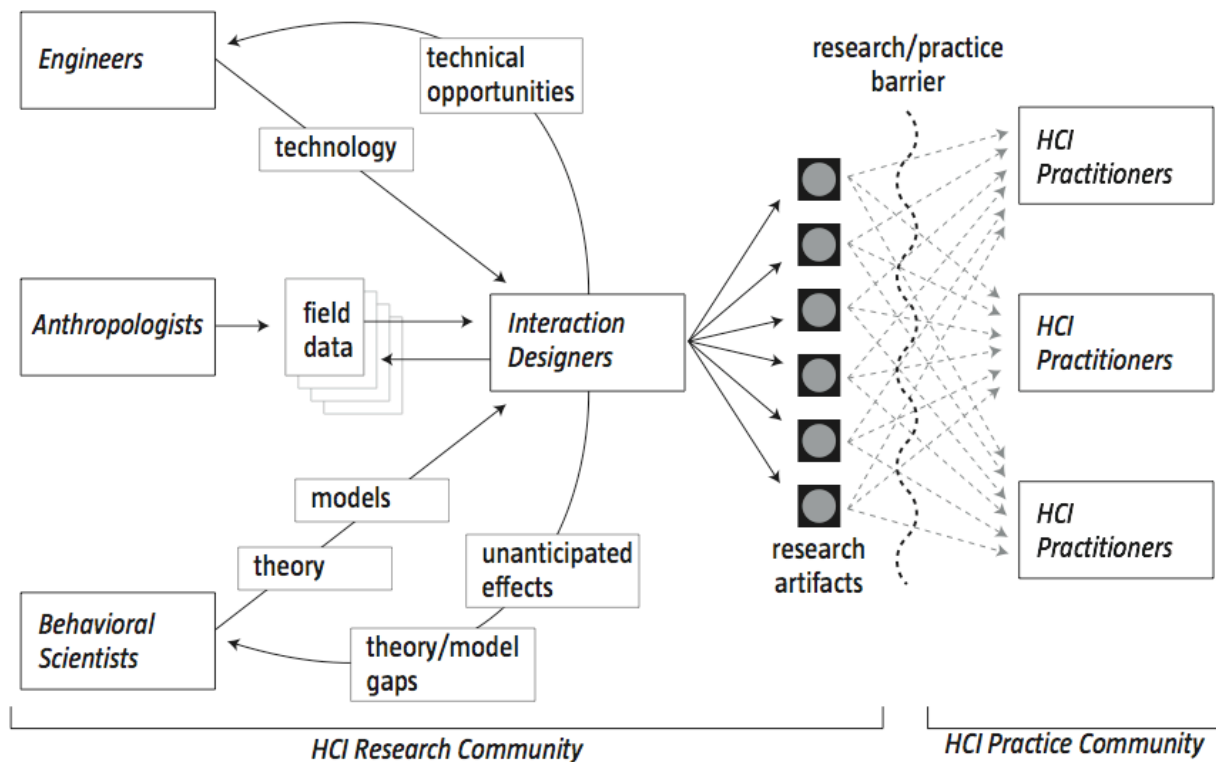 Engineers
technical
opportunities
technology
research/practice
barrier
HCI
Practitioners
Anthropologists
field
data
Interaction
Designers
HCI
Practitioners
models
theory
unanticipated
effects
Behavioral
Scientists
theory/model
gaps
research
artifacts
HCI
Practitioners
HCI Research Community
HCI Practice Community